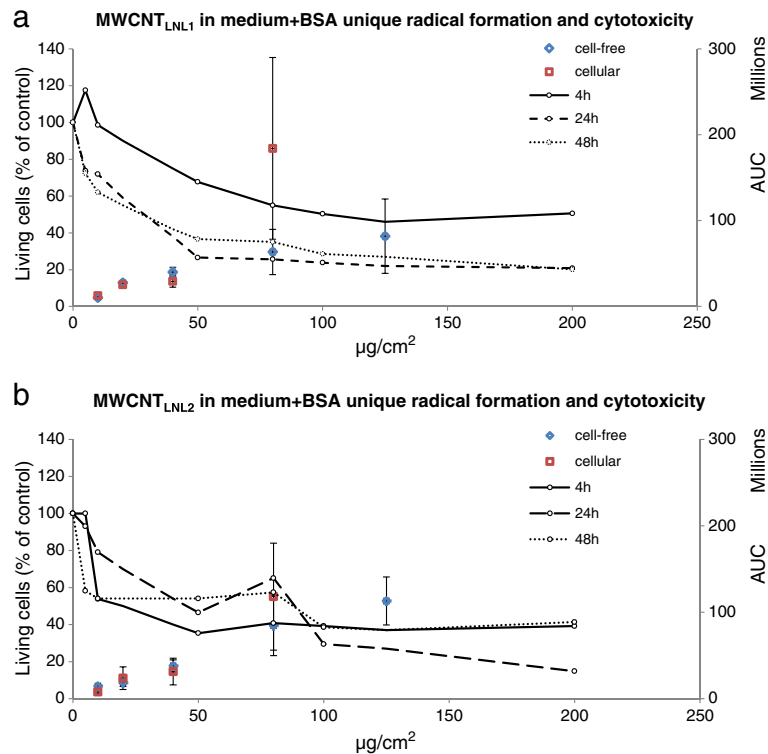 a
MWCNT_LNL1 in medium+BSA unique radical formation and cytotoxicity
Living cells (% of control)
140
120
100
80
60
40
20
0
0 50 100 150 200 250
µg/cm²
300
200
100
0
Millions
AUC
cell-free
cellular
4h
24h
48h
b
MWCNT_LNL2 in medium+BSA unique radical formation and cytotoxicity
Living cells (% of control)
140
120
100
80
60
40
20
0
0 50 100 150 200 250
µg/cm²
300
200
100
0
Millions
AUC
cell-free
cellular
4h
24h
48h